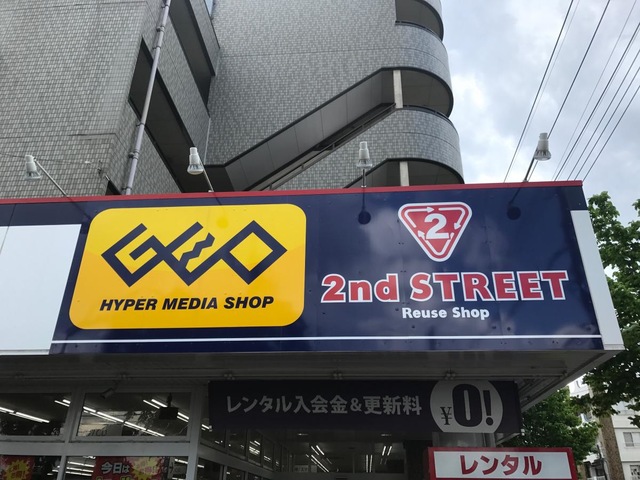 GEO
HYPER MEDIA SHOP
2
2nd STREET
Reuse Shop
レンタル入会金&更新料 ¥0!
レンタル
今日は